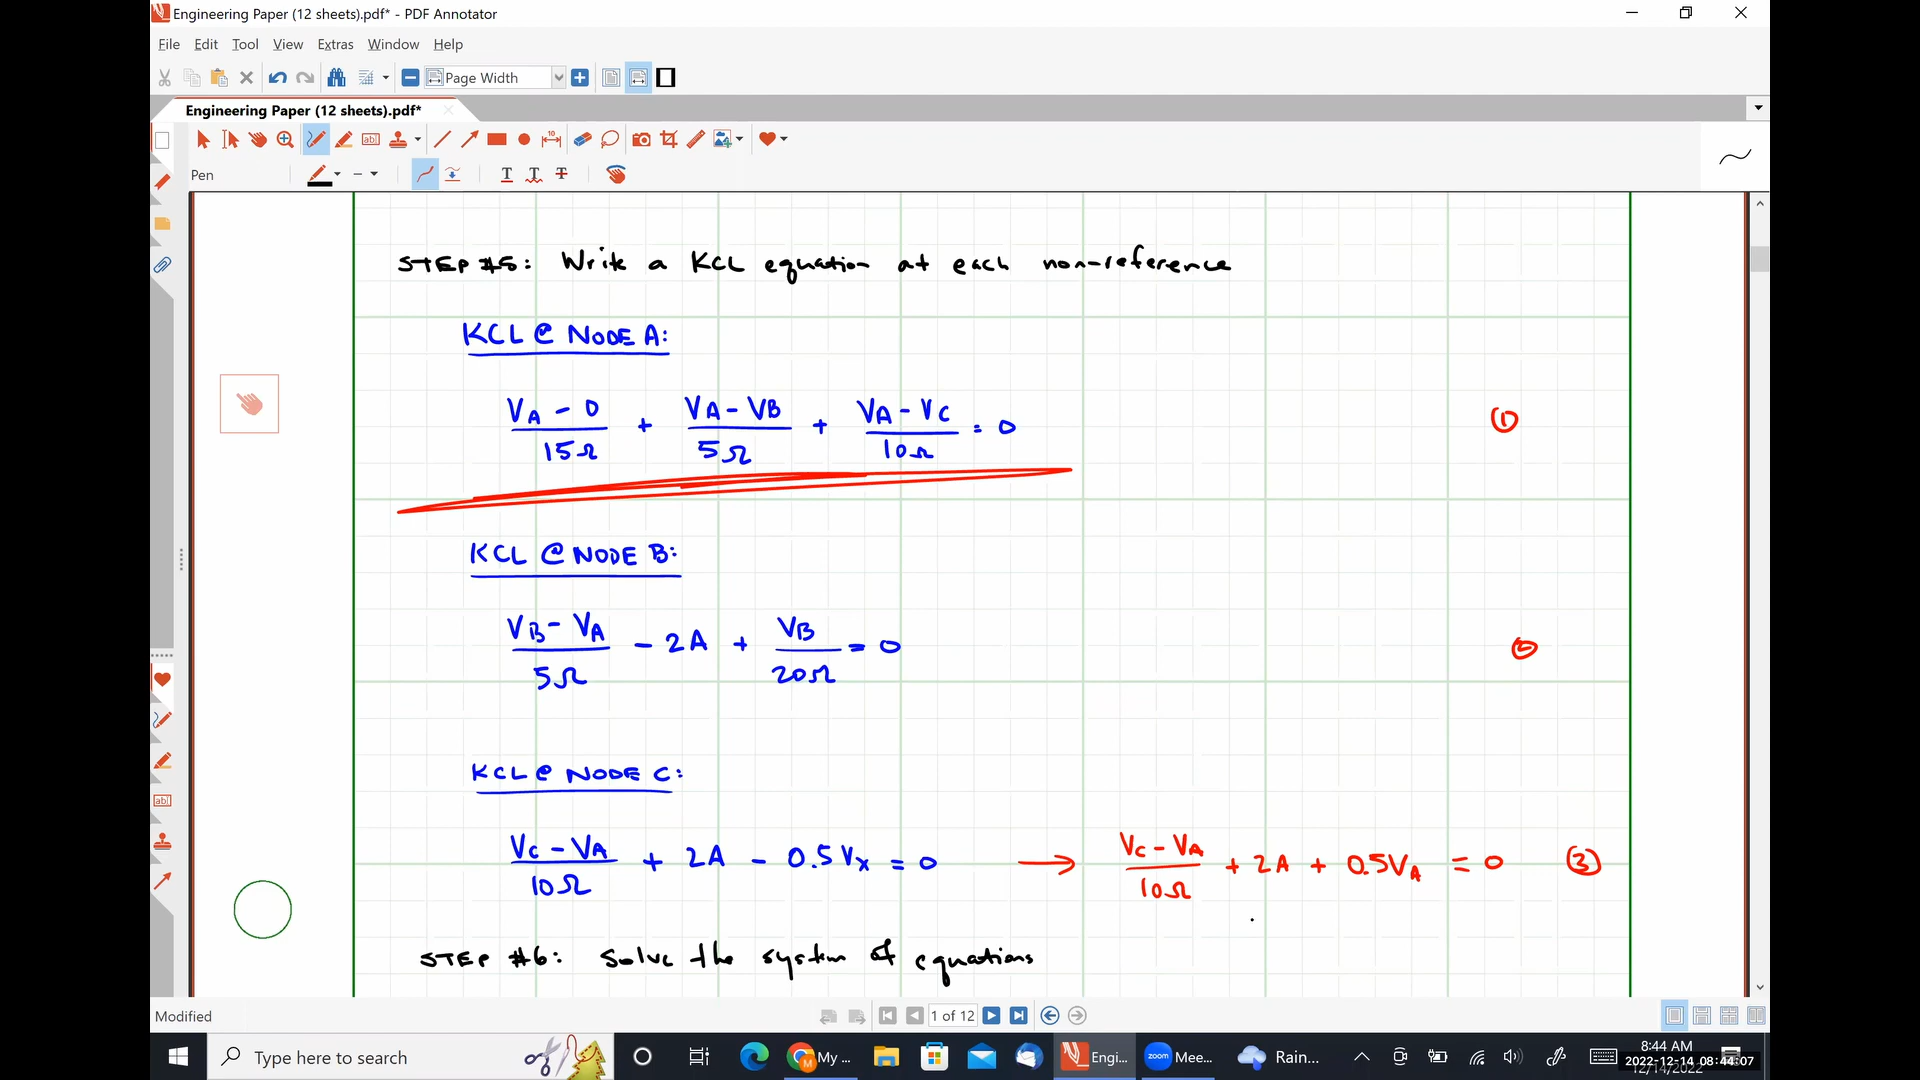 Engineering Paper (12 sheets).pdf* - PDF Annotator
File Edit Tool View Extras Window Help
Page Width
Engineering Paper (12 sheets).pdf*
Pen
STEP #5: Write a KCL equation at each non-reference
KCL @ NODE A:
(VA - 0)/15Ω + (VA - VB)/5Ω + (VA - VC)/10Ω = 0 ①
KCL @ NODE B:
(VB - VA)/5Ω - 2A + VB/20Ω = 0
KCL @ NODE C:
(VC - VA)/10Ω + 2A - 0.5Vx = 0 → (VC - VA)/10Ω + 2A + 0.5VA = 0 ③
STEP #6: Solve the system of equations
Modified
1 of 12
Type here to search
My ...
Engi...
zoom
Mee...
Rain...
8:44 AM
2022-12-14 08:44:07
12/14/2022